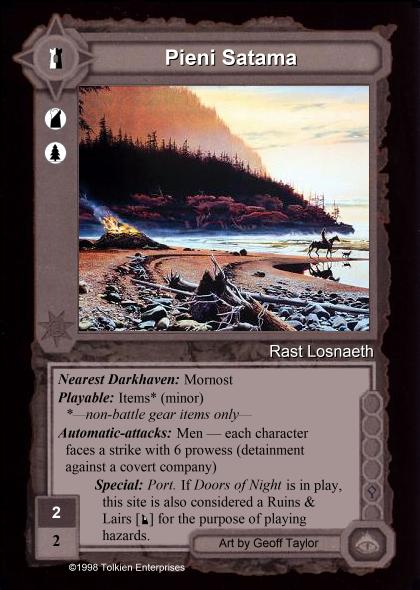 Pieni Satama
Rast Losnaeth
Nearest Darkhaven: Mornost
Playable: Items* (minor)
*—non-battle gear items only—
Automatic-attacks: Men — each character
faces a strike with 6 prowess (detainment
against a covert company)
Special: Port. If Doors of Night is in play,
this site is also considered a Ruins &
Lairs [] for the purpose of playing
hazards.
2
2
Art by Geoff Taylor
©1998 Tolkien Enterprises